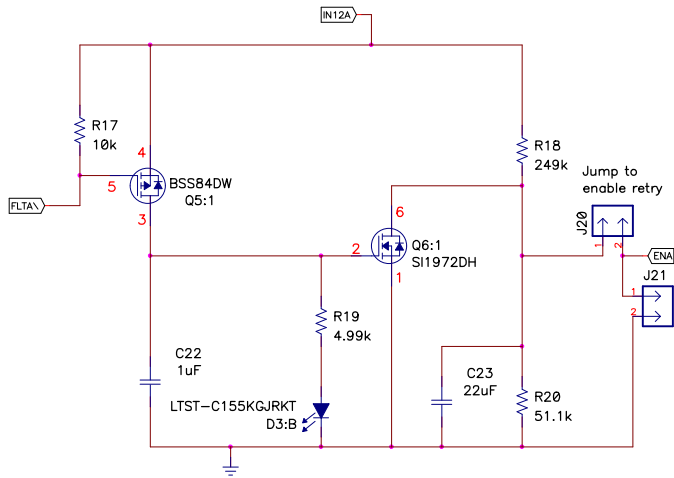 IN12A
R17
10k
4
5
BSS84DW
Q5:1
FLTA\
3
R18
249k
Jump to
enable retry
J20
1
2
6
2
Q6:1
SI1972DH
1
ENA
J21
1
2
R19
4.99k
C22
1uF
C23
22uF
LTST-C155KGJRKT
D3:B
R20
51.1k